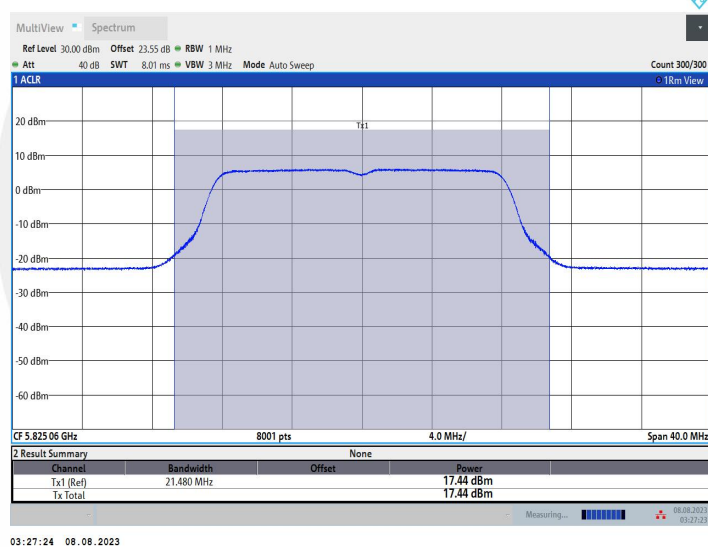 MultiView Spectrum
Ref Level 30.00 dBm Offset 23.55 dB RBW 1 MHz
Att 40 dB SWT 8.01 ms VBW 3 MHz Mode Auto Sweep Count 300/300
1 ACLR 1Rm View
Tx1
20 dBm
10 dBm
0 dBm
-10 dBm
-20 dBm
-30 dBm
-40 dBm
-50 dBm
-60 dBm
CF 5.82506 GHz 8001 pts 4.0 MHz/ Span 40.0 MHz
2 Result Summary None
Channel Bandwidth Offset Power
Tx1 (Ref) 21.480 MHz 17.44 dBm
Tx Total 17.44 dBm
Measuring... 08.08.2023
03:27:23
03:27:24 08.08.2023